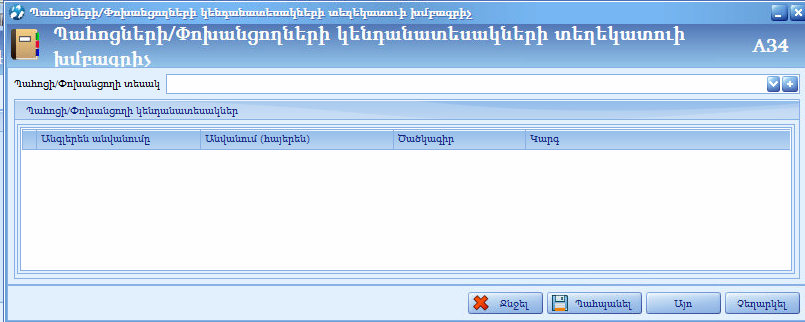 Պահոցների/Փոխանցողների կենդանատեսակների տեղեկատուի խմբագրիչ
Պահոցների/Փոխանցողների կենդանատեսակների տեղեկատուի
խմբագրիչ
A34
Պահոցի/Փոխանցողի տեսակ
Պահոցի/Փոխանցողի կենդանատեսակներ
Անգլերեն անվանումը Անվանում (հայերեն) Ծածկագիր Կարգ
Ջնջել Պահպանել Այո Չեղարկել